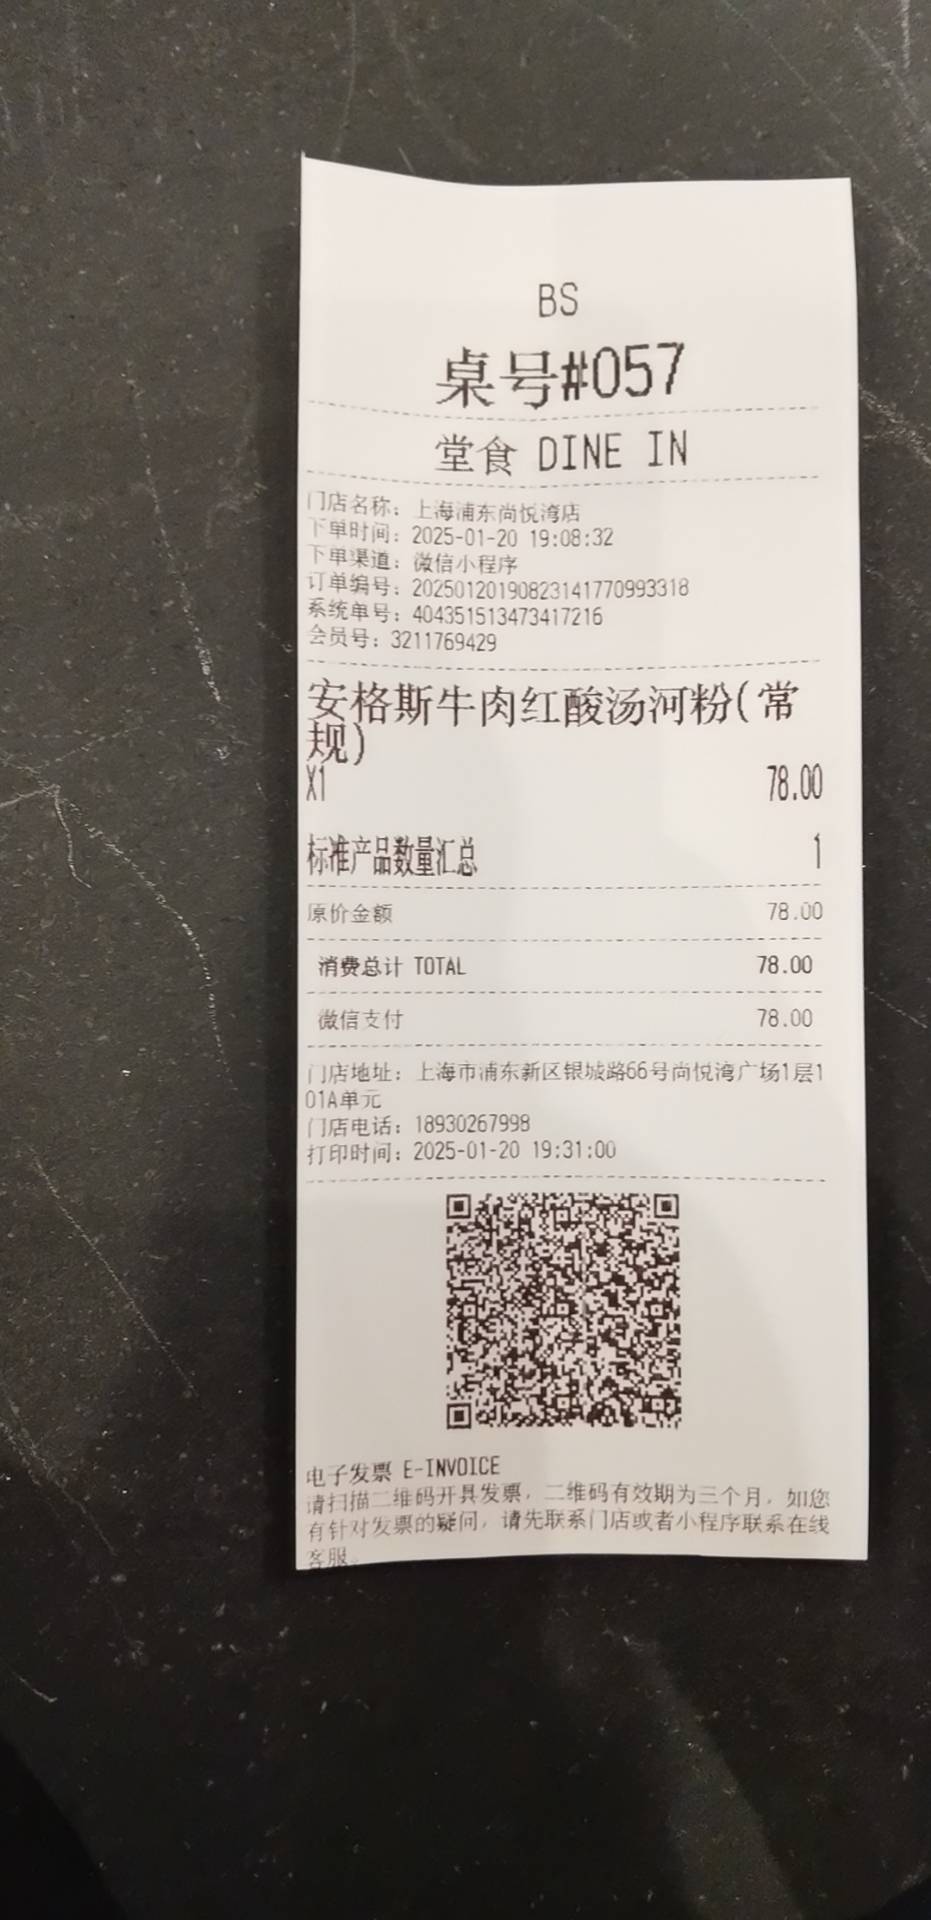 BS
桌号#057
堂食 DINE IN
门店名称：上海浦东尚悦湾店
下单时间：2025-01-20 19:08:32
下单渠道：微信小程序
订单编号：20250120190823141770993318
系统单号：404351513473417216
会员号：3211769429
安格斯牛肉红酸汤河粉(常
规)
X1 78.00
标准产品数量汇总 1
原价金额 78.00
消费总计 TOTAL 78.00
微信支付 78.00
门店地址：上海市浦东新区银城路66号尚悦湾广场1层1
01A单元
门店电话：18930267998
打印时间：2025-01-20 19:31:00
电子发票 E-INVOICE
请扫描二维码开具发票，二维码有效期为三个月，如您
有针对发票的疑问，请先联系门店或者小程序联系在线
客服。